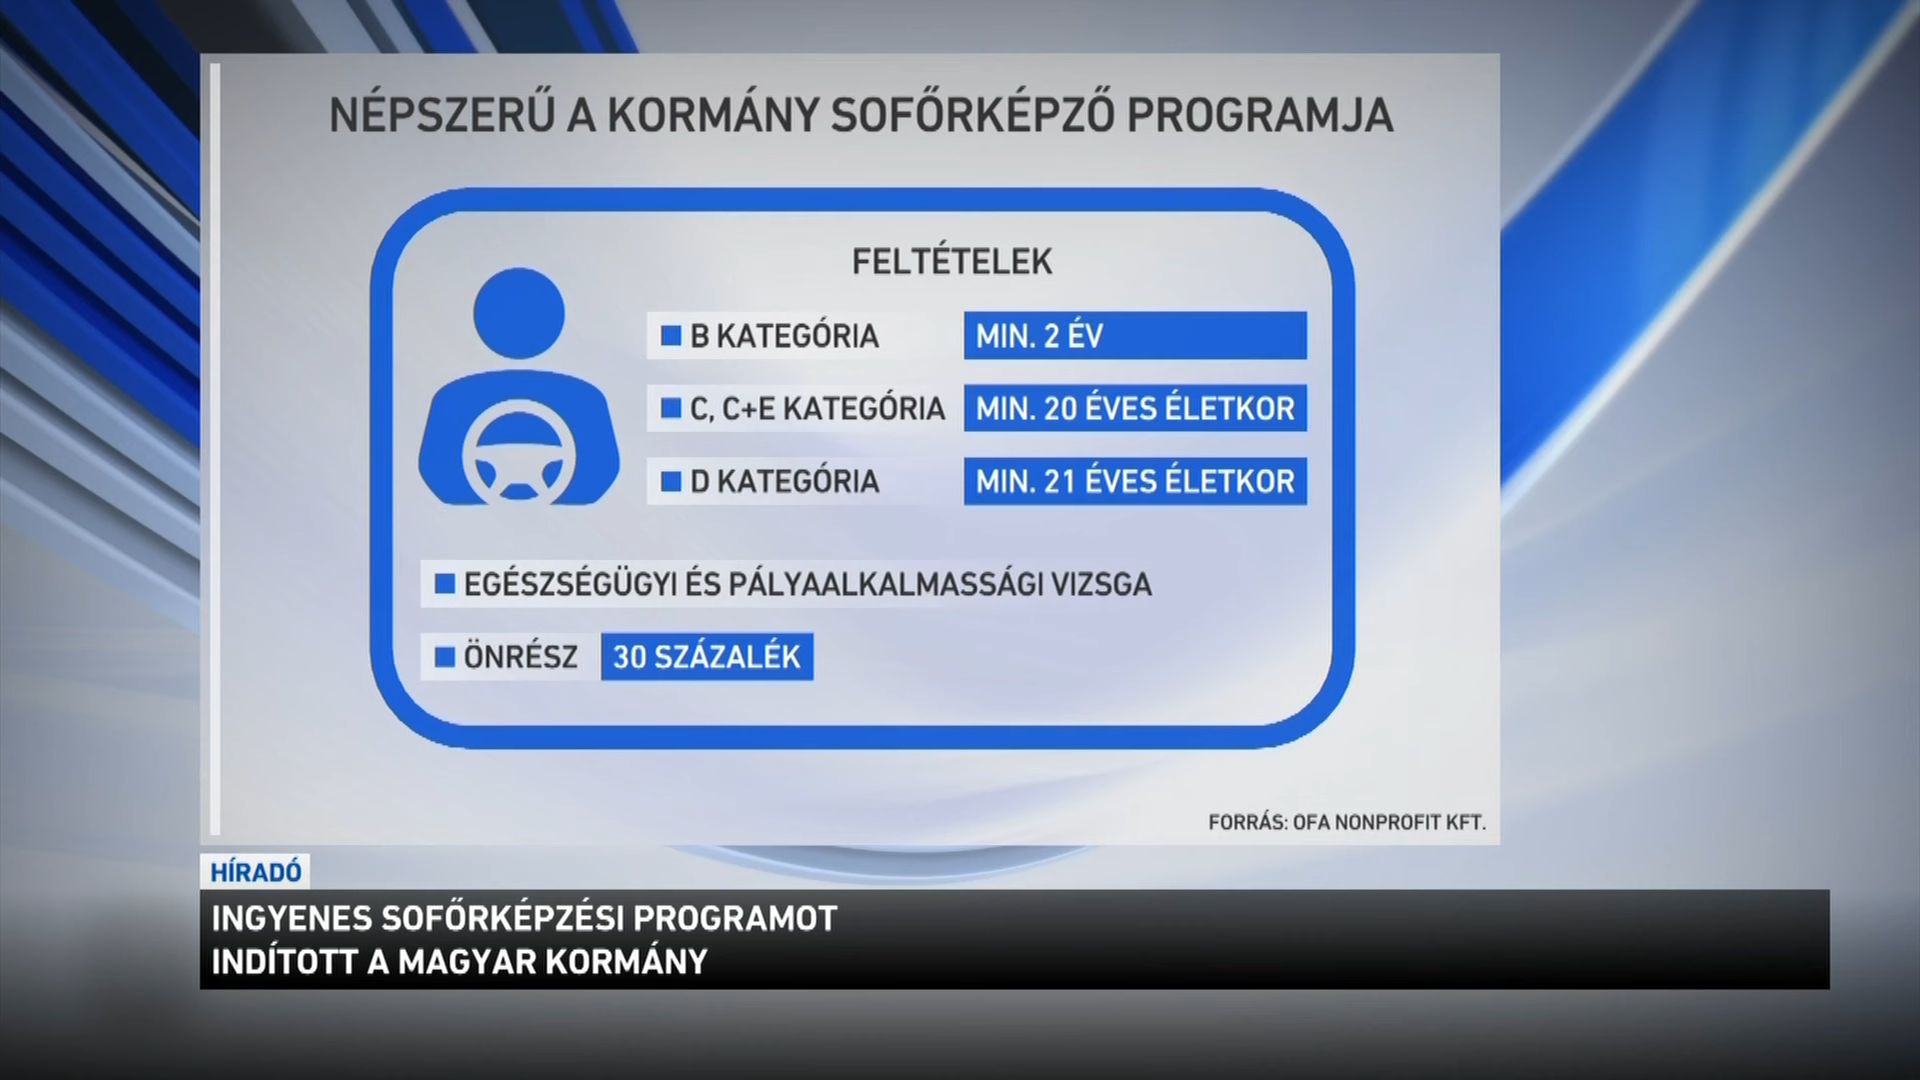 NÉPSZERŰ A KORMÁNY SOFŐRKÉPZŐ PROGRAMJA
FELTÉTELEK
B KATEGÓRIA MIN. 2 ÉV
C, C+E KATEGÓRIA MIN. 20 ÉVES ÉLETKOR
D KATEGÓRIA MIN. 21 ÉVES ÉLETKOR
EGÉSZSÉGÜGYI ÉS PÁLYAALKALMASSÁGI VIZSGA
ÖNRÉSZ 30 SZÁZALÉK
FORRÁS: OFA NONPROFIT KFT.
HÍRADÓ
INGYENES SOFŐRKÉPZÉSI PROGRAMOT
INDÍTOTT A MAGYAR KORMÁNY